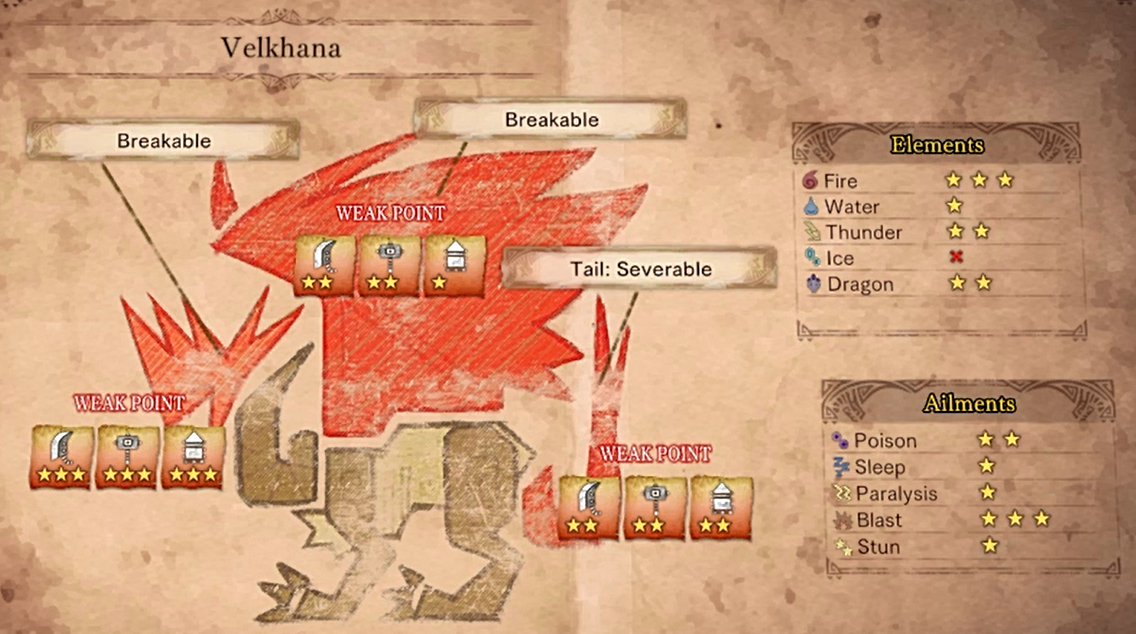 Velkhana
Breakable
Breakable
WEAK POINT
Tail: Severable
WEAK POINT
WEAK POINT
Elements
Fire
Water
Thunder
Ice
Dragon
Ailments
Poison
Sleep
Paralysis
Blast
Stun